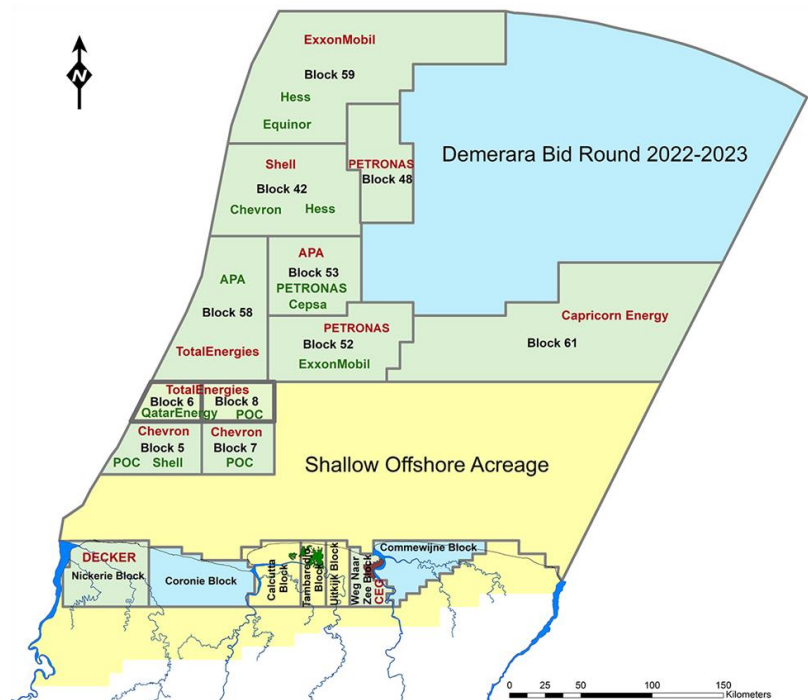 ExxonMobil
Block 59
Hess
Equinor
N
Demerara Bid Round 2022-2023
Shell
Block 42
Chevron Hess
PETRONAS
Block 48
APA
Block 58
TotalEnergies
APA
Block 53
PETRONAS
Cepsa
PETRONAS
Block 52
ExxonMobil
Capricorn Energy
Block 61
TotalEnergies
Block 6 Block 8
QatarEnergy POC
Chevron
Block 5
POC Shell
Chevron
Block 7
POC
Shallow Offshore Acreage
DECKER
Nickerie Block
Coronie Block
Calcutta
Block
Tambaredjo
Block
Uitkijk Block
Weg Naar
Zee Block
CEG
Commewijne Block
0 25 50 100 150
Kilometers